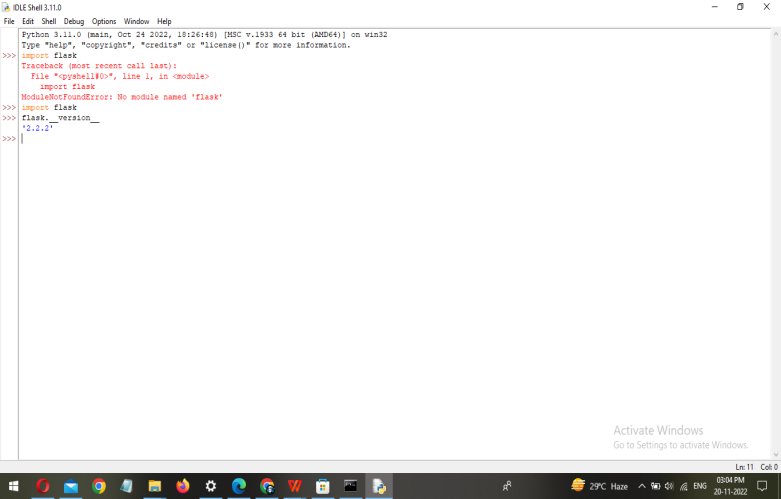 IDLE Shell 3.11.0
File Edit Shell Debug Options Window Help
Python 3.11.0 (main, Oct 24 2022, 18:26:48) [MSC v.1933 64 bit (AMD64)] on win32
Type "help", "copyright", "credits" or "license()" for more information.
>>> import flask
Traceback (most recent call last):
  File "<pyshell#0>", line 1, in <module>
    import flask
ModuleNotFoundError: No module named 'flask'
>>> import flask
>>> flask.__version__
'2.2.2'
>>>
Activate Windows
Go to Settings to activate Windows.
Ln: 11 Col: 0
29°C Haze ENG 03:04 PM
20-11-2022